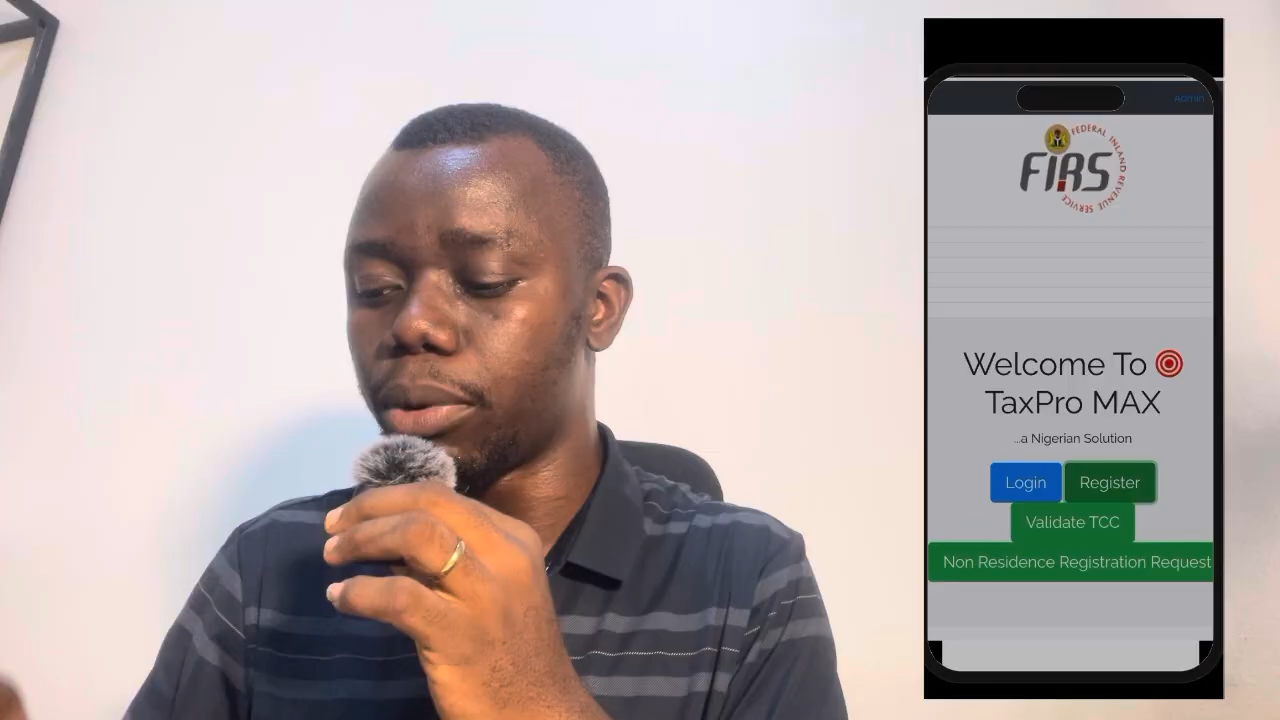 Admin
FEDERAL INLAND REVENUE SERVICE
FIRS
Welcome To
TaxPro MAX
...a Nigerian Solution
Login
Register
Validate TCC
Non Residence Registration Request